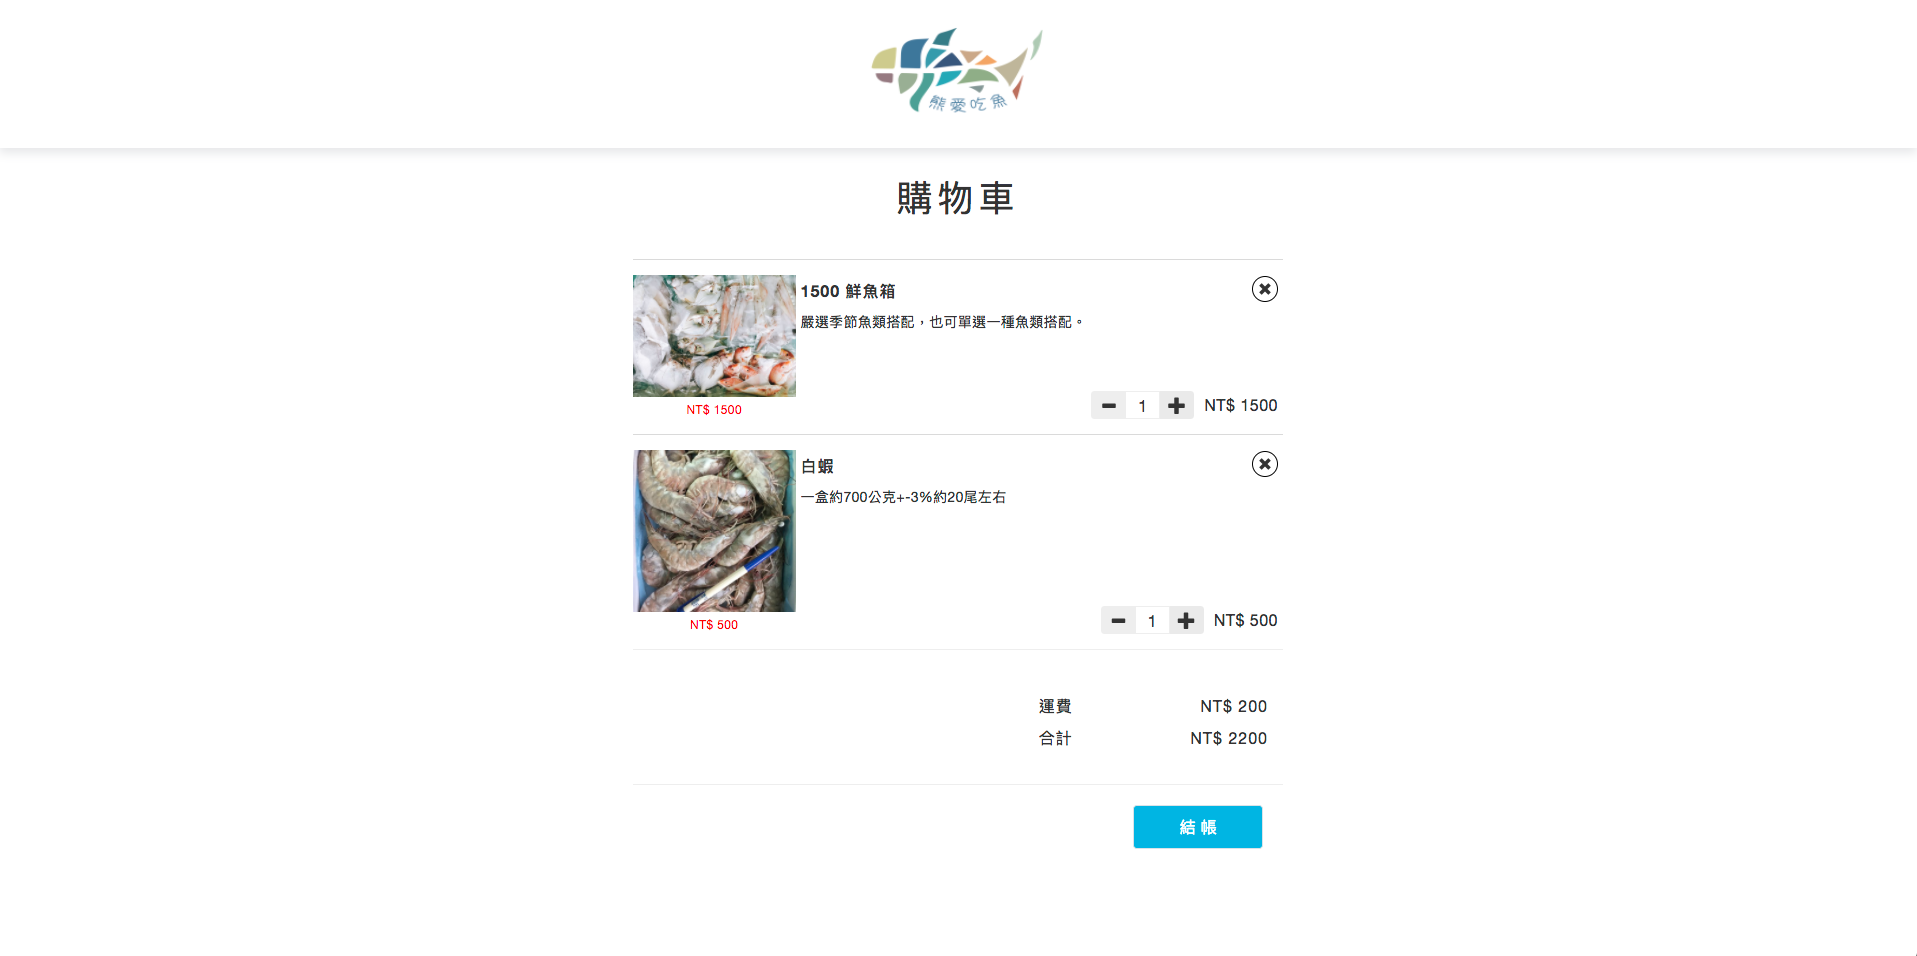 熊愛吃魚
購物車
1500 鮮魚箱
嚴選季節魚類搭配，也可單選一種魚類搭配。
NT$ 1500
1
NT$ 1500
白蝦
一盒約700公克+-3%約20尾左右
NT$ 500
1
NT$ 500
運費 NT$ 200
合計 NT$ 2200
結帳